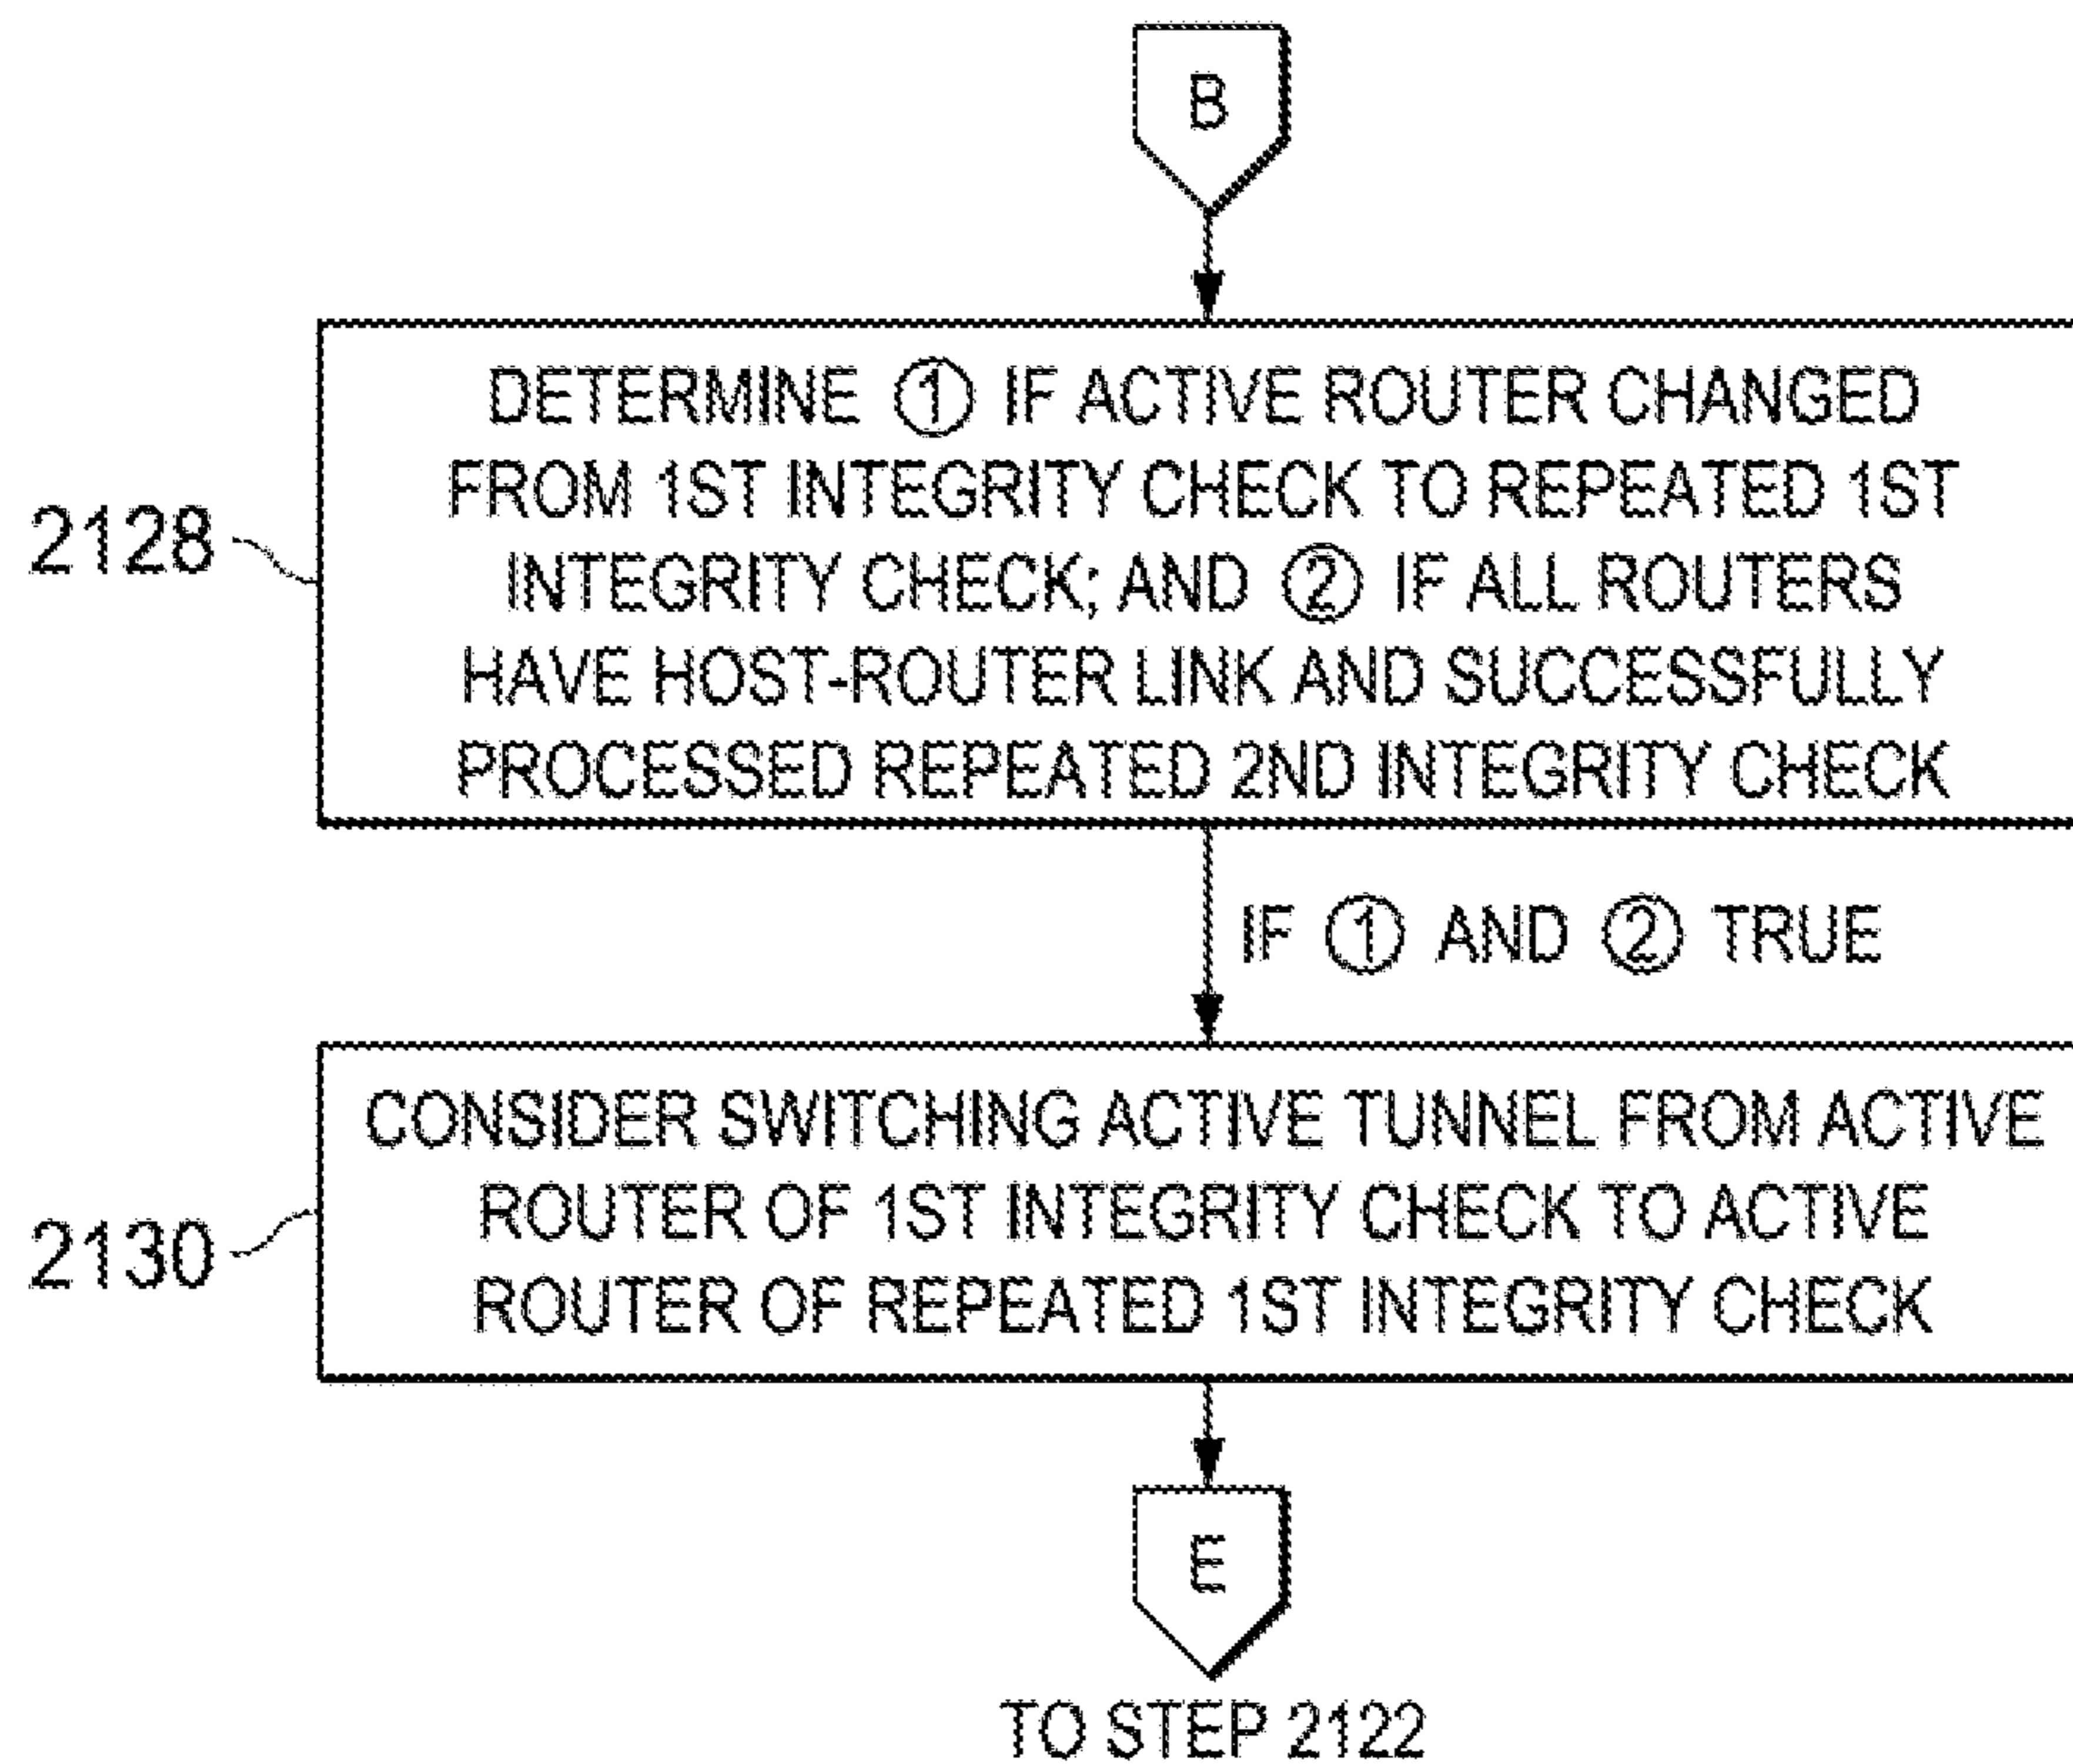 B
DETERMINE ① IF ACTIVE ROUTER CHANGED
FROM 1ST INTEGRITY CHECK TO REPEATED 1ST
INTEGRITY CHECK; AND ② IF ALL ROUTERS
HAVE HOST-ROUTER LINK AND SUCCESSFULLY
PROCESSED REPEATED 2ND INTEGRITY CHECK
2128
IF ① AND ② TRUE
CONSIDER SWITCHING ACTIVE TUNNEL FROM ACTIVE
ROUTER OF 1ST INTEGRITY CHECK TO ACTIVE
ROUTER OF REPEATED 1ST INTEGRITY CHECK
2130
E
TO STEP 2122